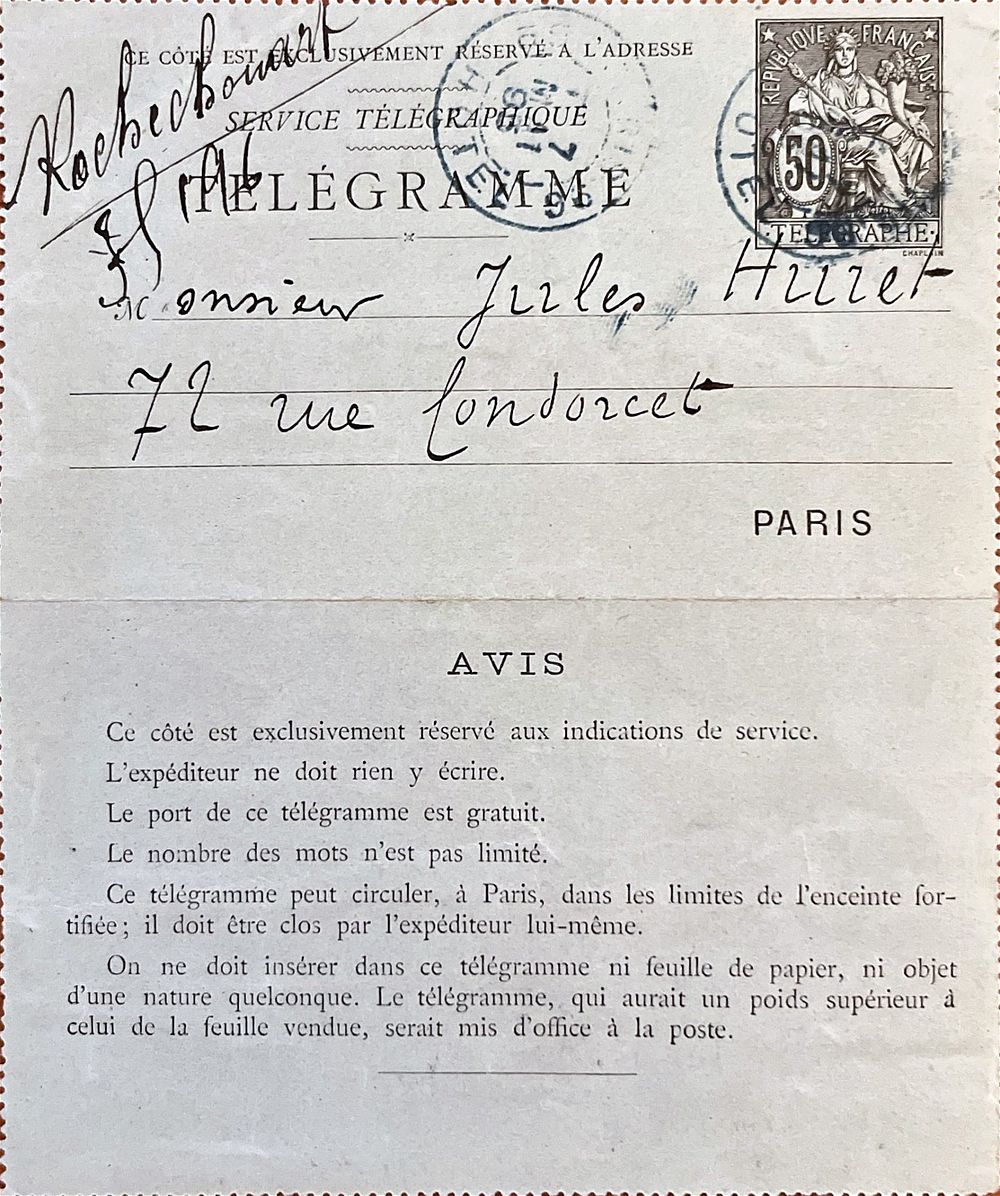 Rochechouart
CE CÔTÉ EST EXCLUSIVEMENT RÉSERVÉ A L'ADRESSE
SERVICE TÉLÉGRAPHIQUE
TÉLÉGRAMME
RÉPUBLIQUE FRANÇAISE
50
TÉLÉGRAPHE
CHAPLAIN
Monsieur Jules Huret
72 rue Condorcet
PARIS
AVIS
Ce côté est exclusivement réservé aux indications de service.
L'expéditeur ne doit rien y écrire.
Le port de ce télégramme est gratuit.
Le nombre des mots n'est pas limité.
Ce télégramme peut circuler, à Paris, dans les limites de l'enceinte for-
tifiée; il doit être clos par l'expéditeur lui-même.
On ne doit insérer dans ce télégramme ni feuille de papier, ni objet
d'une nature quelconque. Le télégramme, qui aurait un poids supérieur à
celui de la feuille vendue, serait mis d'office à la poste.